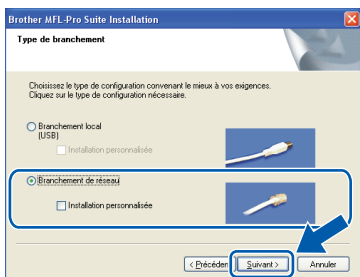 Brother MFL-Pro Suite Installation
Type de branchement
Choisissez le type de configuration convenant le mieux à vos exigences.
Cliquez sur le type de configuration nécessaire.
Branchement local
(USB)
Installation personnalisée
Branchement de réseau
Installation personnalisée
< Précéden
Suivant >
Annuler